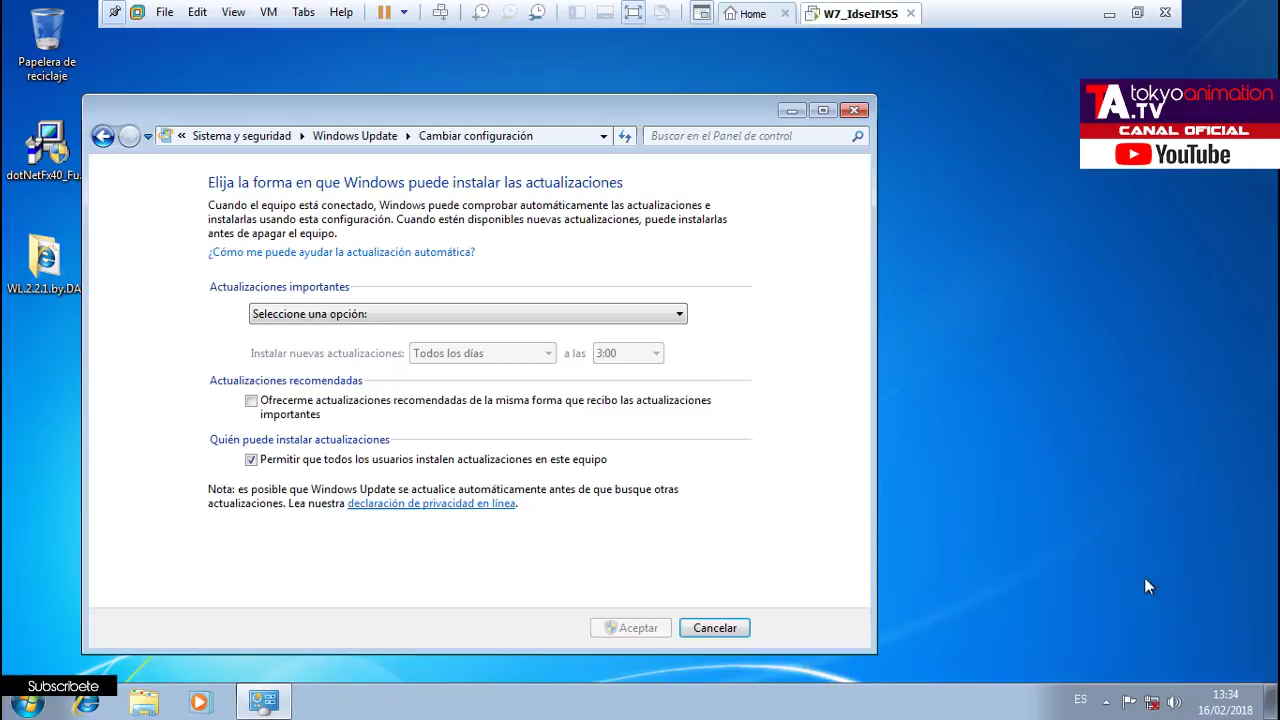 File Edit View VM Tabs Help
Home
W7_IdseIMSS
Papelera de
reciclaje
dotNetFx40_Fu...
WL.2.2.1.by.DA
TA.TV tokyoanimation
CANAL OFICIAL
YouTube
« Sistema y seguridad Windows Update Cambiar configuración
Buscar en el Panel de control
Elija la forma en que Windows puede instalar las actualizaciones
Cuando el equipo está conectado, Windows puede comprobar automáticamente las actualizaciones e
instalarlas usando esta configuración. Cuando estén disponibles nuevas actualizaciones, puede instalarlas
antes de apagar el equipo.
¿Cómo me puede ayudar la actualización automática?
Actualizaciones importantes
Seleccione una opción:
Instalar nuevas actualizaciones: Todos los días a las 3:00
Actualizaciones recomendadas
Ofrecerme actualizaciones recomendadas de la misma forma que recibo las actualizaciones
importantes
Quién puede instalar actualizaciones
Permitir que todos los usuarios instalen actualizaciones en este equipo
Nota: es posible que Windows Update se actualice automáticamente antes de que busque otras
actualizaciones. Lea nuestra declaración de privacidad en línea.
Aceptar Cancelar
Subscribete
ES
13:34
16/02/2018